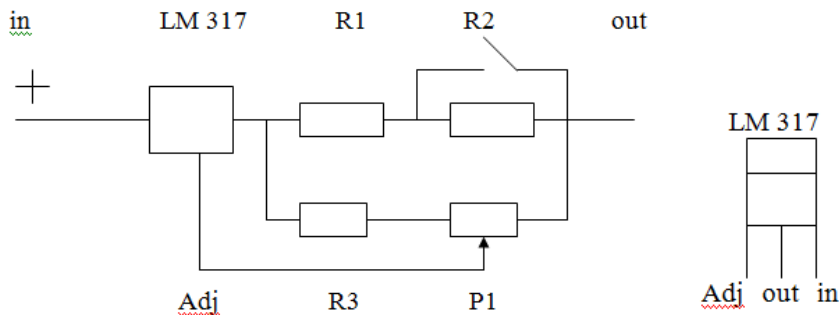 in LM 317 R1 R2 out
LM 317
Adj out in
Adj R3 P1